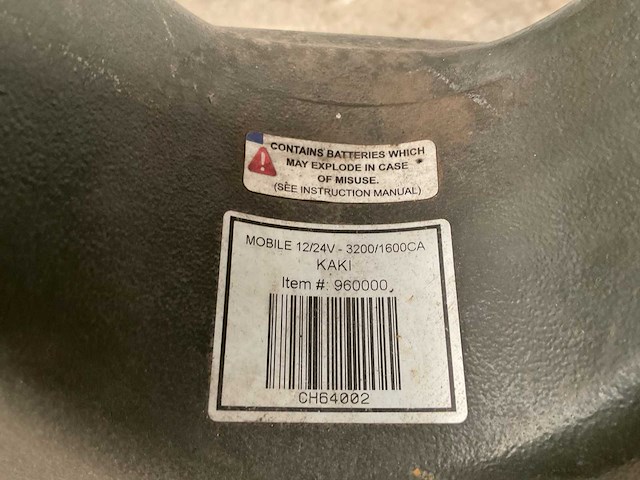 CONTAINS BATTERIES WHICH
MAY EXPLODE IN CASE
OF MISUSE.
(SEE INSTRUCTION MANUAL)
MOBILE 12/24V - 3200/1600CA
KAKI
Item #: 960000
CH64002